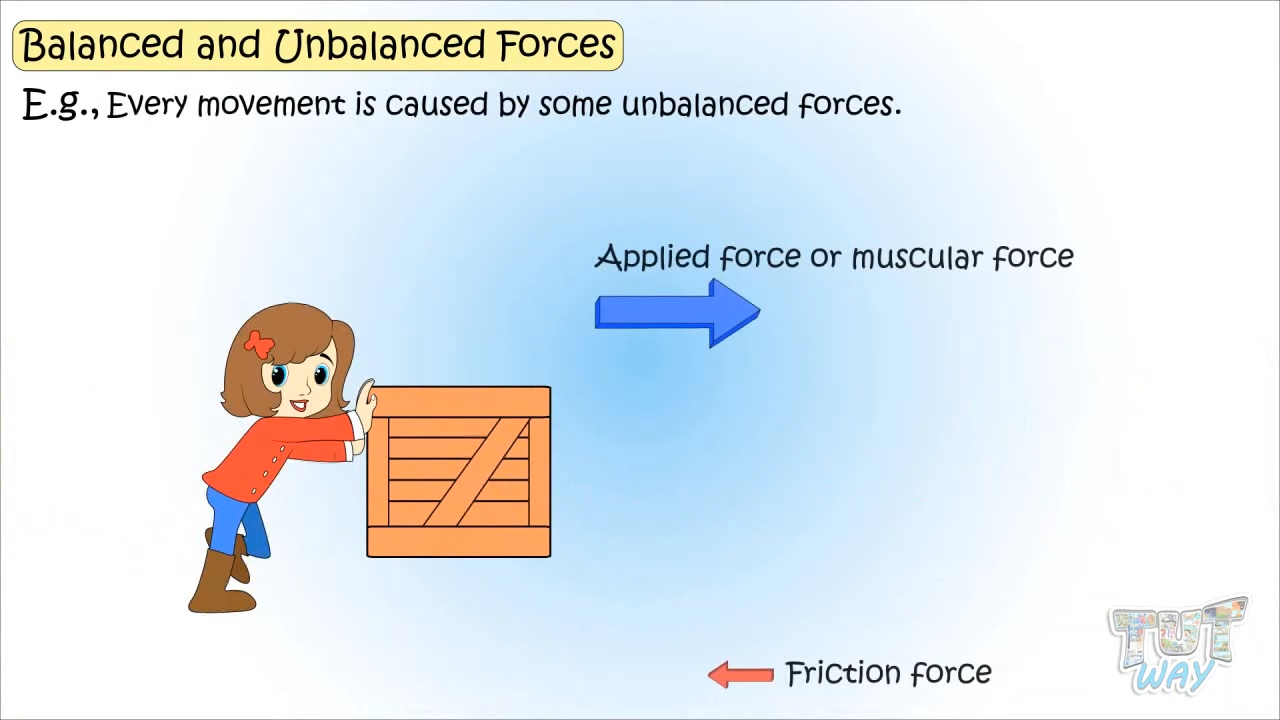 Balanced and Unbalanced Forces
E.g., Every movement is caused by some unbalanced forces.
Applied force or muscular force
Friction force
TUT
WAY